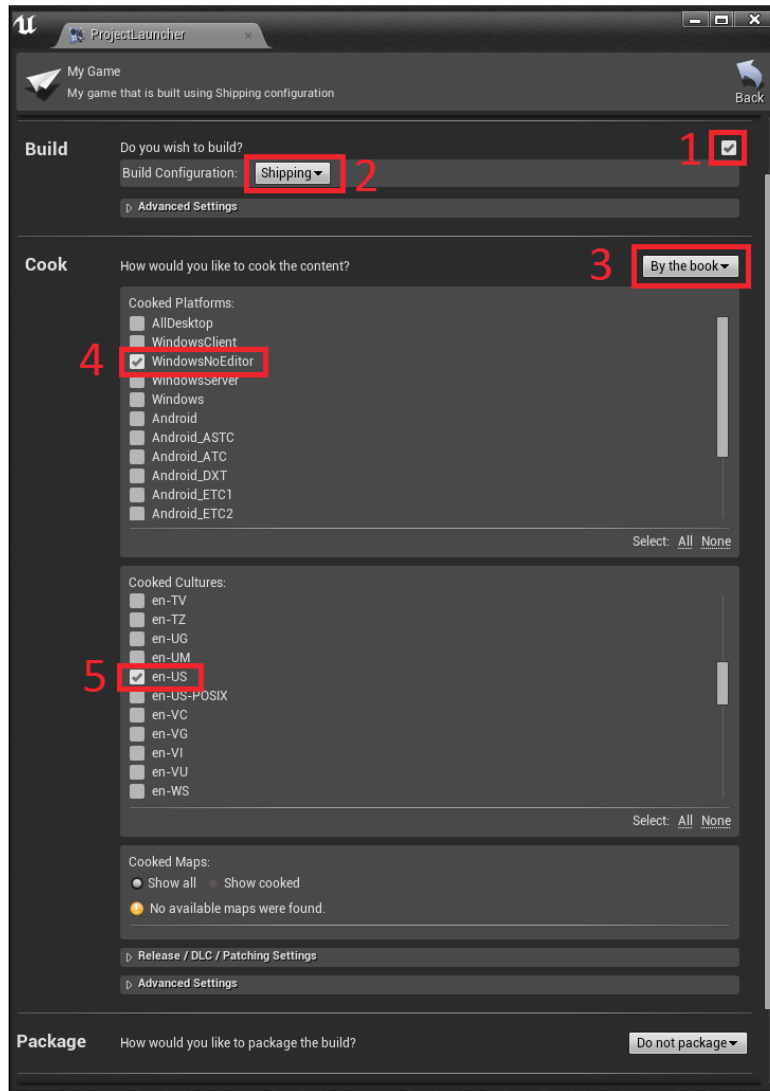 ProjectLauncher
My Game
My game that is built using Shipping configuration
Back
Build
Do you wish to build?
1
Build Configuration: Shipping
2
Advanced Settings
Cook
How would you like to cook the content?
3
By the book
Cooked Platforms:
AllDesktop
WindowsClient
4
WindowsNoEditor
WindowsServer
Windows
Android
Android_ASTC
Android_ATC
Android_DXT
Android_ETC1
Android_ETC2
Select: All None
Cooked Cultures:
en-TV
en-TZ
en-UG
en-UM
5
en-US
en-US-POSIX
en-VC
en-VG
en-VI
en-VU
en-WS
Select: All None
Cooked Maps:
Show all Show cooked
No available maps were found.
Release / DLC / Patching Settings
Advanced Settings
Package
How would you like to package the build?
Do not package